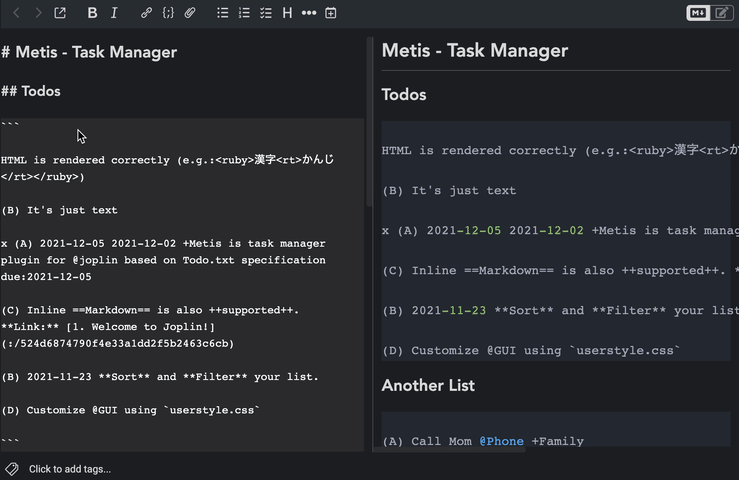 B I H M↓
# Metis - Task Manager
## Todos
```
HTML is rendered correctly (e.g.:<ruby>漢字<rt>かんじ
</rt></ruby>)
(B) It's just text
x (A) 2021-12-05 2021-12-02 +Metis is task manager
plugin for @joplin based on Todo.txt specification
due:2021-12-05
(C) Inline ==Markdown== is also ++supported++.
**Link:** [1. Welcome to Joplin!]
(:/524d6874790f4e33a1dd2f5b2463c6cb)
(B) 2021-11-23 **Sort** and **Filter** your list.
(D) Customize @GUI using `userstyle.css`
```
Metis - Task Manager
Todos
HTML is rendered correctly (e.g.:<ruby>漢字<rt>か
(B) It's just text
x (A) 2021-12-05 2021-12-02 +Metis is task manag
(C) Inline ==Markdown== is also ++supported++. *
(B) 2021-11-23 **Sort** and **Filter** your list
(D) Customize @GUI using `userstyle.css`
Another List
(A) Call Mom @Phone +Family
Click to add tags...